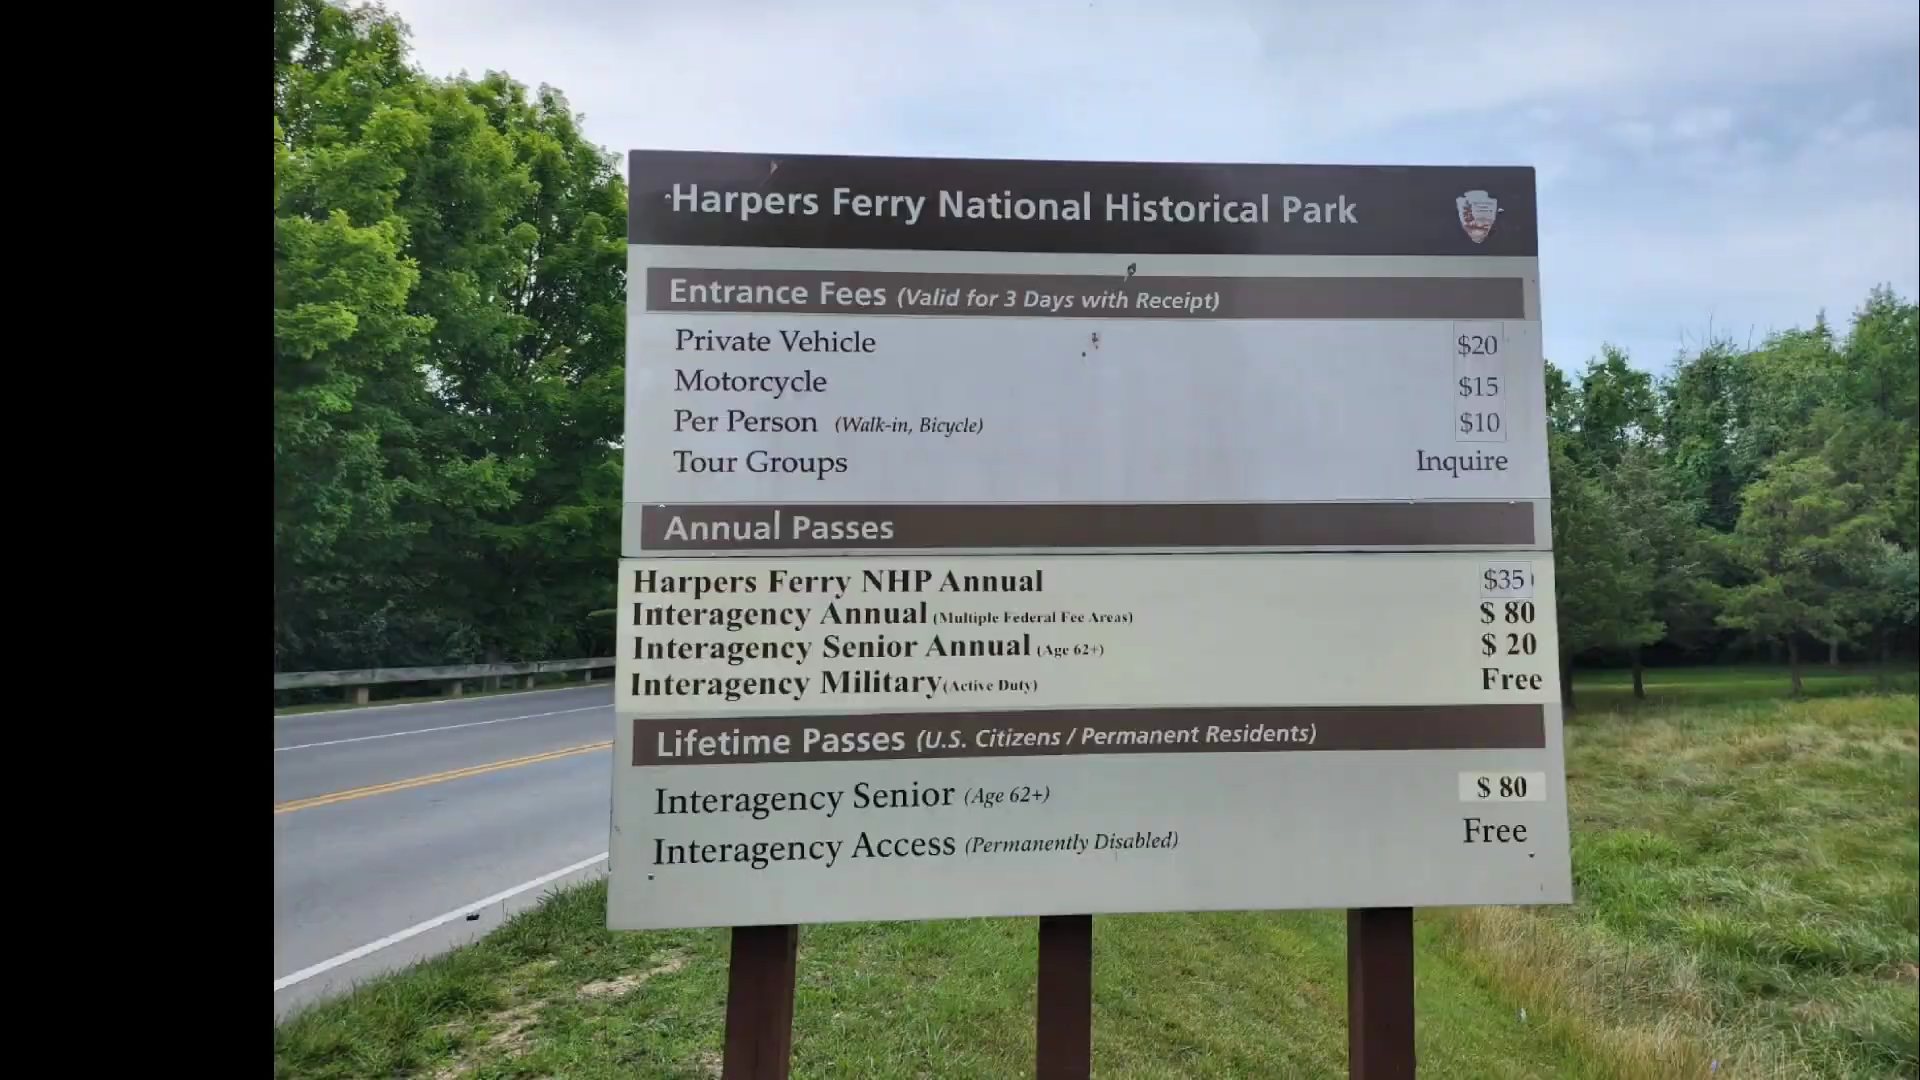 Harpers Ferry National Historical Park
Entrance Fees (Valid for 3 Days with Receipt)
Private Vehicle $20
Motorcycle $15
Per Person (Walk-in, Bicycle) $10
Tour Groups Inquire
Annual Passes
Harpers Ferry NHP Annual $35
Interagency Annual (Multiple Federal Fee Areas) $ 80
Interagency Senior Annual (Age 62+) $ 20
Interagency Military (Active Duty) Free
Lifetime Passes (U.S. Citizens / Permanent Residents)
Interagency Senior (Age 62+) $ 80
Interagency Access (Permanently Disabled) Free